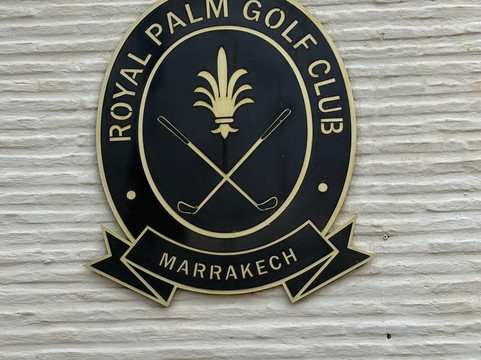 ROYAL PALM GOLF CLUB
MARRAKECH